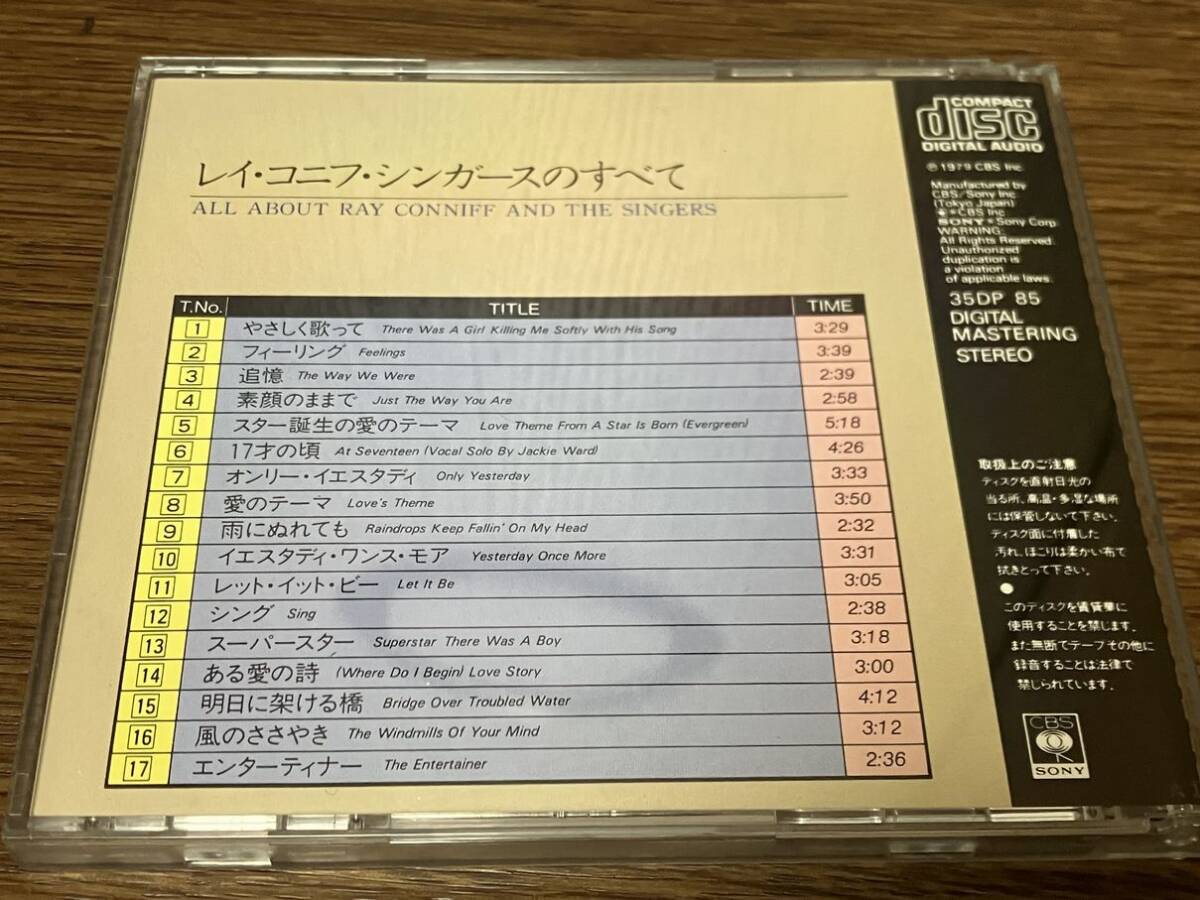 レイ・コニフ・シンガースのすべて
ALL ABOUT RAY CONNIFF AND THE SINGERS
T.No. TITLE TIME
1 やさしく歌って There Was A Girl Killing Me Softly With His Song 3:29
2 フィーリング Feelings 3:39
3 追憶 The Way We Were 2:39
4 素顔のままで Just The Way You Are 2:58
5 スター誕生の愛のテーマ Love Theme From A Star Is Born (Evergreen) 5:18
6 17才の頃 At Seventeen (Vocal Solo By Jackie Ward) 4:26
7 オンリー・イエスタディ Only Yesterday 3:33
8 愛のテーマ Love's Theme 3:50
9 雨にぬれても Raindrops Keep Fallin' On My Head 2:32
10 イエスタディ・ワンス・モア Yesterday Once More 3:31
11 レット・イット・ビー Let It Be 3:05
12 シング Sing 2:38
13 スーパースター Superstar There Was A Boy 3:18
14 ある愛の詩 (Where Do I Begin) Love Story 3:00
15 明日に架ける橋 Bridge Over Troubled Water 4:12
16 風のささやき The Windmills Of Your Mind 3:12
17 エンターティナー The Entertainer 2:36
COMPACT
disc
DIGITAL AUDIO
℗ 1979 CBS Inc.
Manufactured by
CBS/Sony Inc.
(Tokyo Japan)
®CBS Inc.
SONY ® Sony Corp.
WARNING:
All Rights Reserved.
Unauthorized
duplication is
a violation
of applicable laws.
35DP 85
DIGITAL
MASTERING
STEREO
取扱上のご注意
ディスクを直射日光の
当る所、高温・多湿な場所
には保管しないで下さい。
ディスク面に付着した
汚れ、ほこりは柔かい布で
拭きとって下さい。
●
このディスクを賃貸業に
使用することを禁じます。
また無断でテープその他に
録音することは法律で
禁じられています。
CBS
SONY